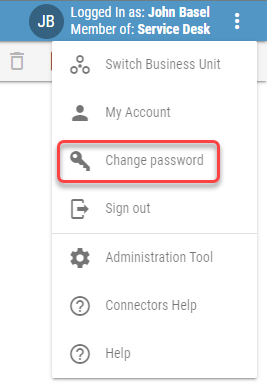 JB
Logged In as: John Basel
Member of: Service Desk
Switch Business Unit
My Account
Change password
Sign out
Administration Tool
Connectors Help
Help